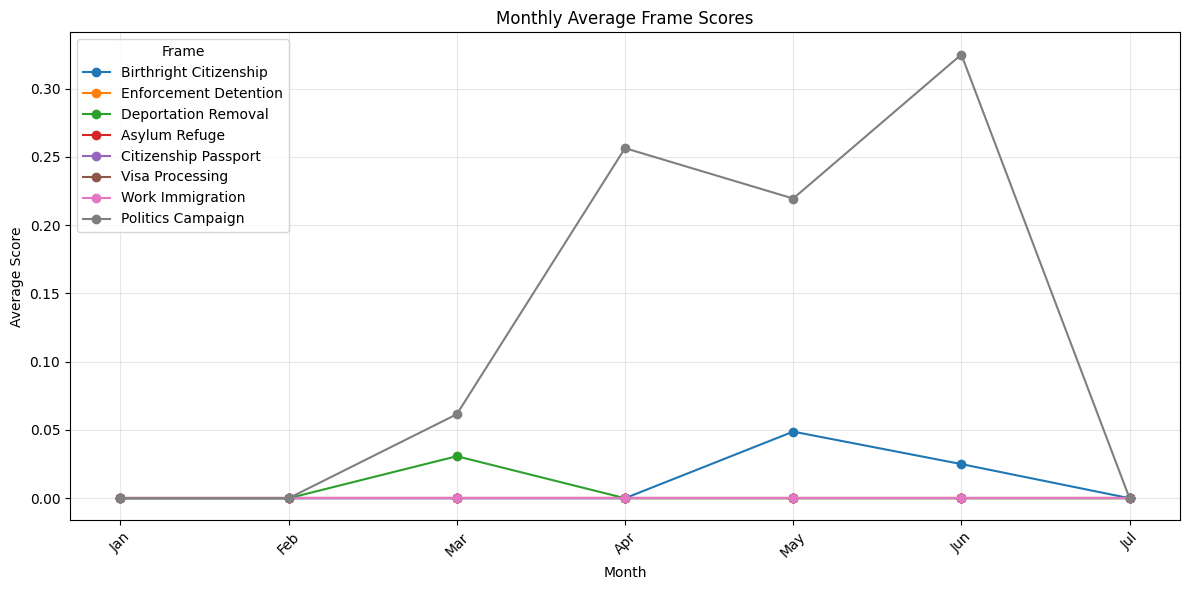 Monthly Average Frame Scores
Frame
Birthright Citizenship
Enforcement Detention
Deportation Removal
Asylum Refuge
Citizenship Passport
Visa Processing
Work Immigration
Politics Campaign
Average Score
0.30
0.25
0.20
0.15
0.10
0.05
0.00
Jan
Feb
Mar
Apr
May
Jun
Jul
Month